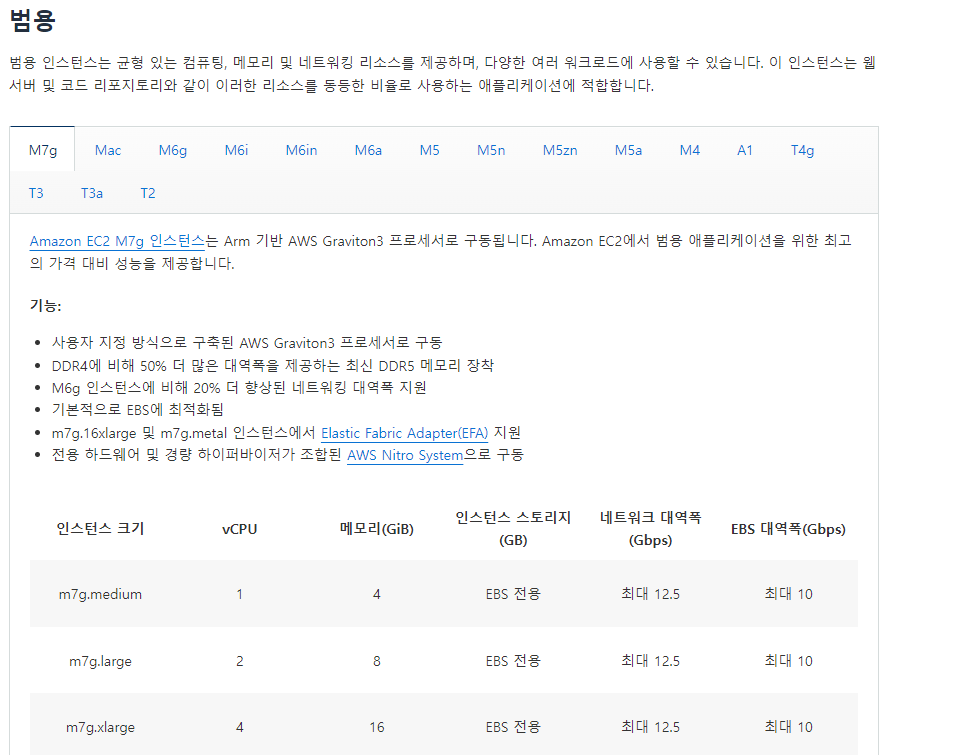 범용
범용 인스턴스는 균형 있는 컴퓨팅, 메모리 및 네트워킹 리소스를 제공하며, 다양한 여러 워크로드에 사용할 수 있습니다. 이 인스턴스는 웹
서버 및 코드 리포지토리와 같이 이러한 리소스를 동등한 비율로 사용하는 애플리케이션에 적합합니다.
M7g Mac M6g M6i M6in M6a M5 M5n M5zn M5a M4 A1 T4g
T3 T3a T2
Amazon EC2 M7g 인스턴스는 Arm 기반 AWS Graviton3 프로세서로 구동됩니다. Amazon EC2에서 범용 애플리케이션을 위한 최고
의 가격 대비 성능을 제공합니다.
기능:
• 사용자 지정 방식으로 구축된 AWS Graviton3 프로세서로 구동
• DDR4에 비해 50% 더 많은 대역폭을 제공하는 최신 DDR5 메모리 장착
• M6g 인스턴스에 비해 20% 더 향상된 네트워킹 대역폭 지원
• 기본적으로 EBS에 최적화됨
• m7g.16xlarge 및 m7g.metal 인스턴스에서 Elastic Fabric Adapter(EFA) 지원
• 전용 하드웨어 및 경량 하이퍼바이저가 조합된 AWS Nitro System으로 구동
인스턴스 크기 vCPU 메모리(GiB) 인스턴스 스토리지 (GB) 네트워크 대역폭 (Gbps) EBS 대역폭(Gbps)
m7g.medium 1 4 EBS 전용 최대 12.5 최대 10
m7g.large 2 8 EBS 전용 최대 12.5 최대 10
m7g.xlarge 4 16 EBS 전용 최대 12.5 최대 10